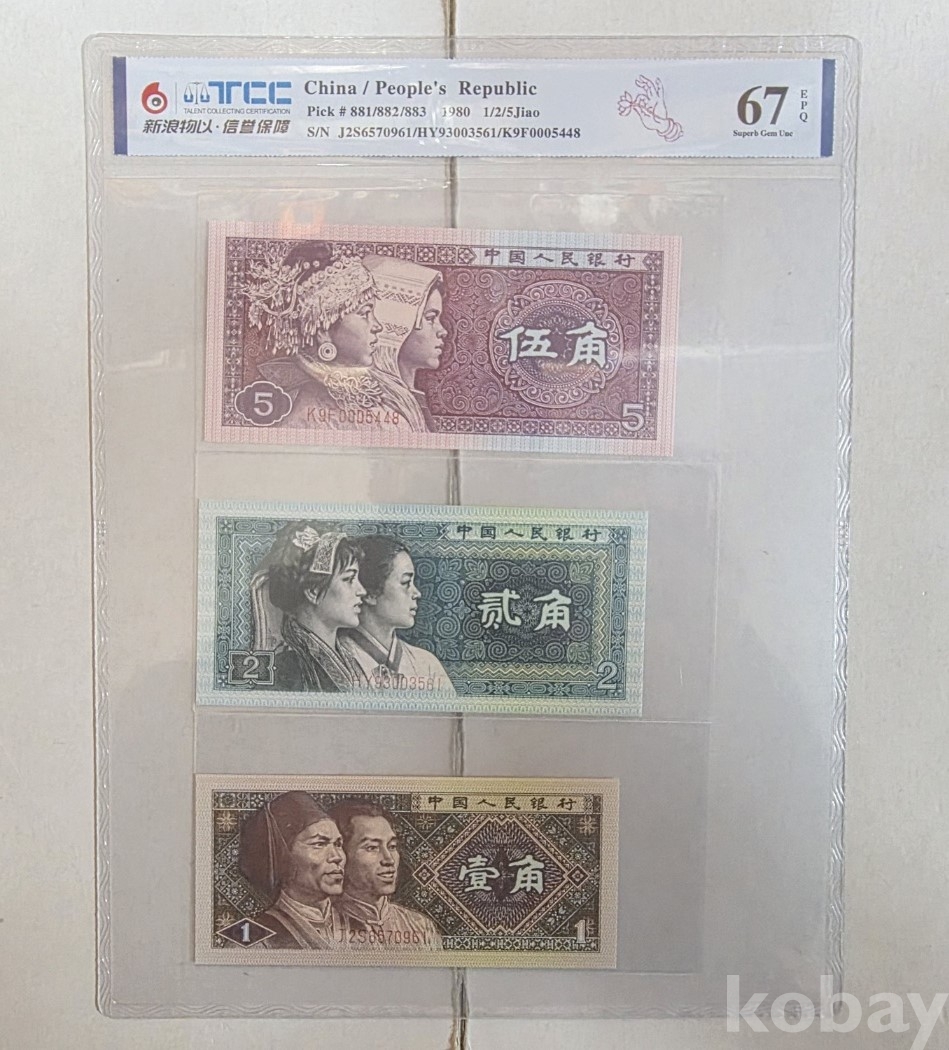 TCC
TALENT COLLECTING CERTIFICATION
新浪物以·信誉保障
China / People's Republic
Pick # 881/882/883 1980 1/2/5Jiao
S/N J2S6570961/HY93003561/K9F0005448
67
EPQ
Superb Gem Unc
中国人民银行
伍角
5
K9F0005448
5
中国人民银行
贰角
2
HY93003561
2
中国人民银行
壹角
1
J2S6570961
1
kobay